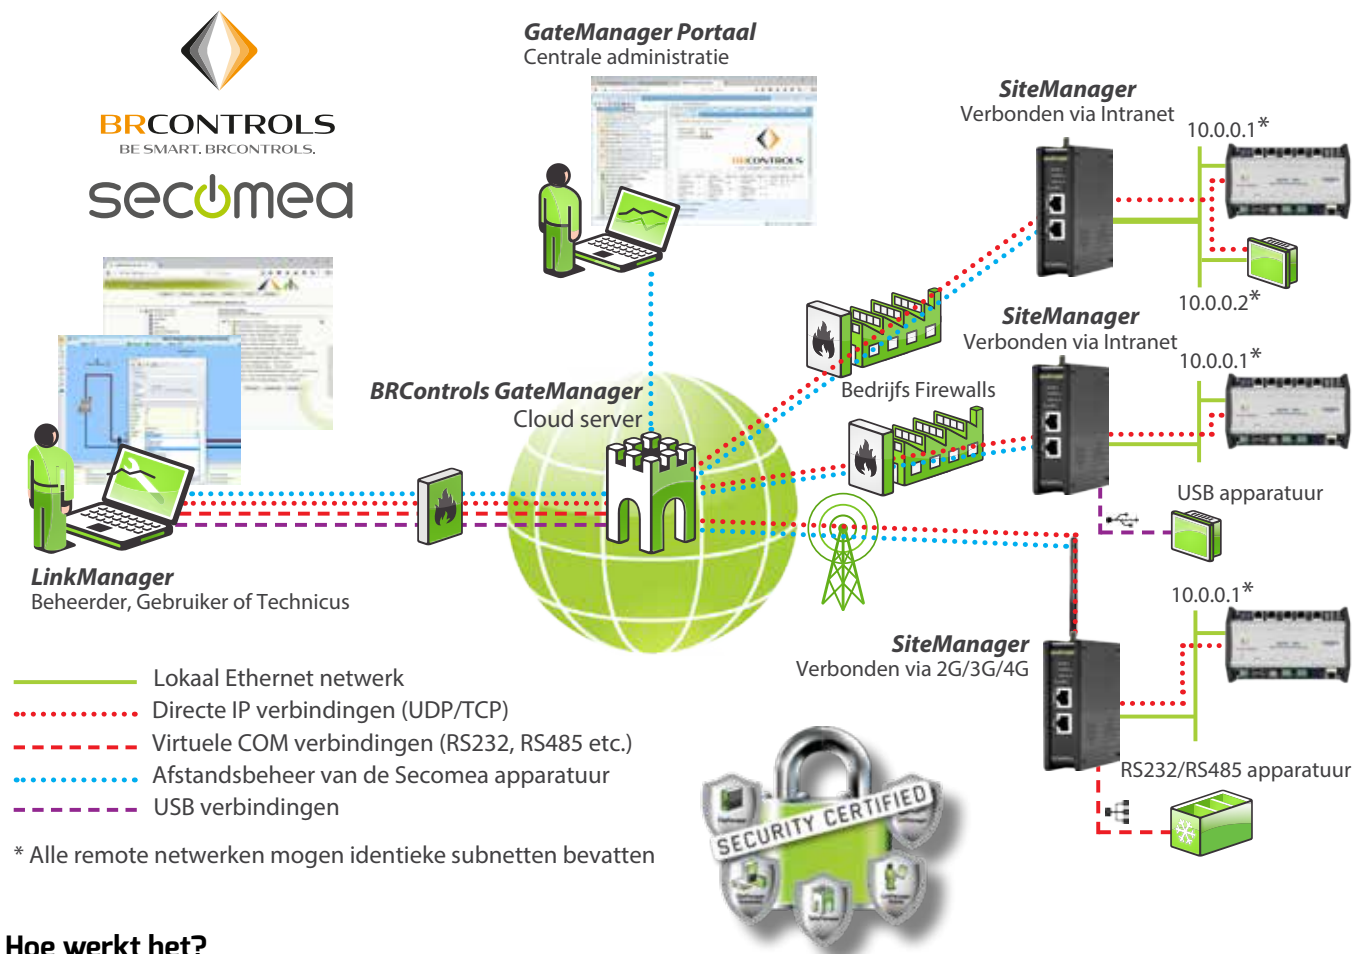 BRCONTROLS
BE SMART. BRCONTROLS.
secomea
GateManager Portaal
Centrale administratie
BRCONTROLS
SiteManager
Verbonden via Intranet
10.0.0.1*
10.0.0.2*
SiteManager
Verbonden via Intranet
10.0.0.1*
Bedrijfs Firewalls
BRControls GateManager
Cloud server
USB apparatuur
LinkManager
Beheerder, Gebruiker of Technicus
10.0.0.1*
SiteManager
Verbonden via 2G/3G/4G
RS232/RS485 apparatuur
Lokaal Ethernet netwerk
Directe IP verbindingen (UDP/TCP)
Virtuele COM verbindingen (RS232, RS485 etc.)
Afstandsbeheer van de Secomea apparatuur
USB verbindingen
* Alle remote netwerken mogen identieke subnetten bevatten
SECURITY CERTIFIED
Hoe werkt het?